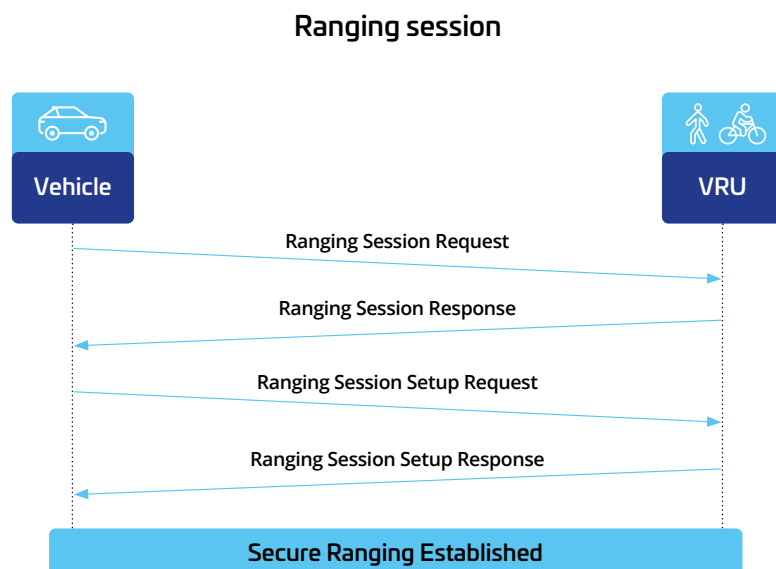 Ranging session
Vehicle
VRU
Ranging Session Request
Ranging Session Response
Ranging Session Setup Request
Ranging Session Setup Response
Secure Ranging Established